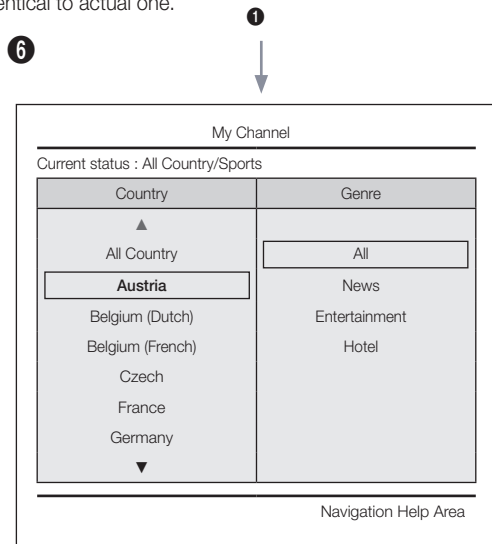 entical to actual one.
❶
❻
My Channel
Current status : All Country/Sports
Country Genre
▲
All Country All
Austria News
Belgium (Dutch) Entertainment
Belgium (French) Hotel
Czech
France
Germany
▼
Navigation Help Area